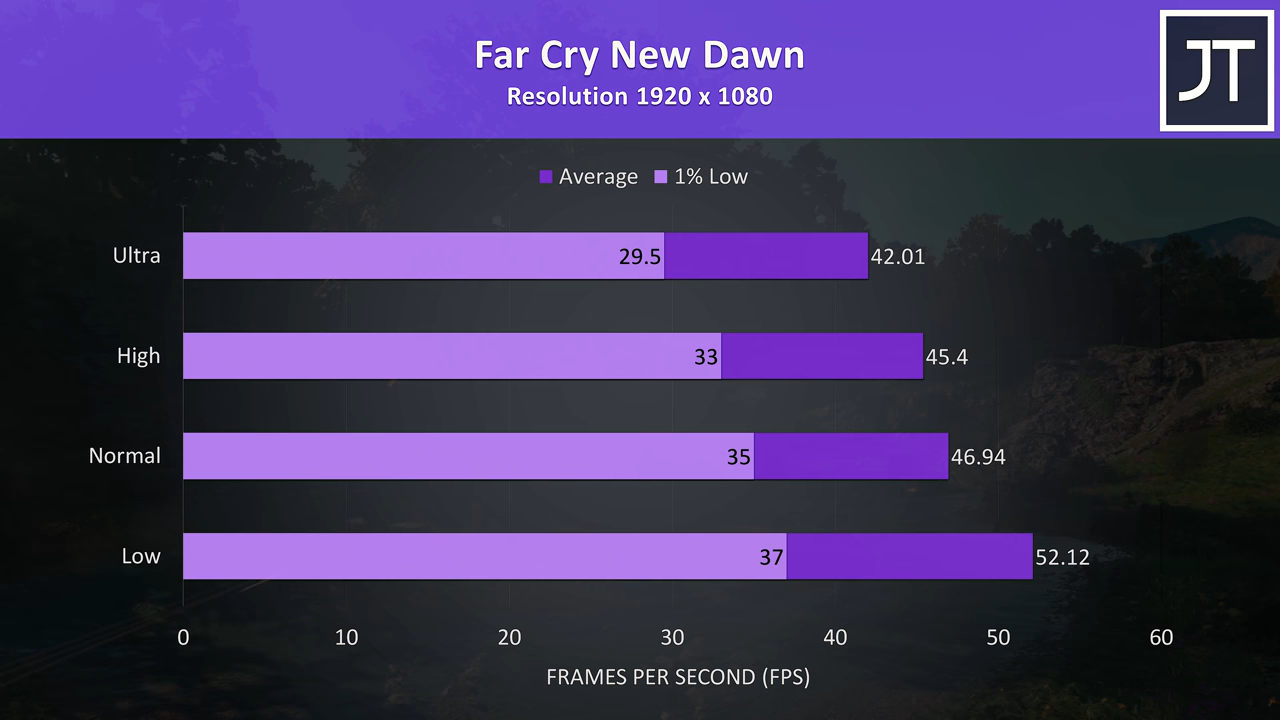 Far Cry New Dawn
Resolution 1920 x 1080
JT
Average 1% Low
Ultra 29.5 42.01
High 33 45.4
Normal 35 46.94
Low 37 52.12
0 10 20 30 40 50 60
FRAMES PER SECOND (FPS)